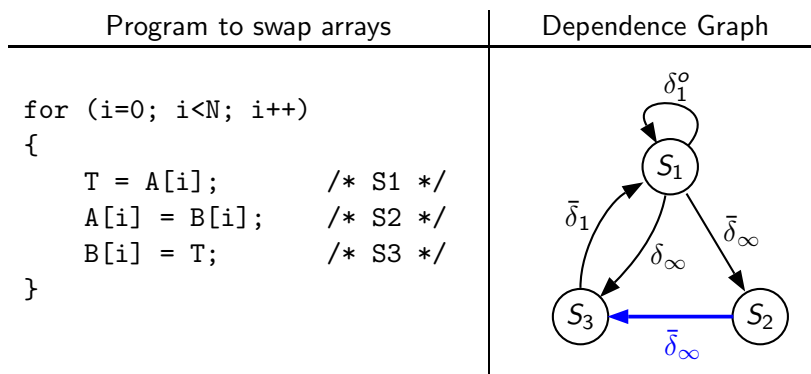 Program to swap arrays
Dependence Graph
for (i=0; i<N; i++)
{
T = A[i]; /* S1 */
A[i] = B[i]; /* S2 */
B[i] = T; /* S3 */
}
δ₁ᵒ
S₁
δ̄₁
δ∞
δ̄∞
S₃
S₂
δ̄∞